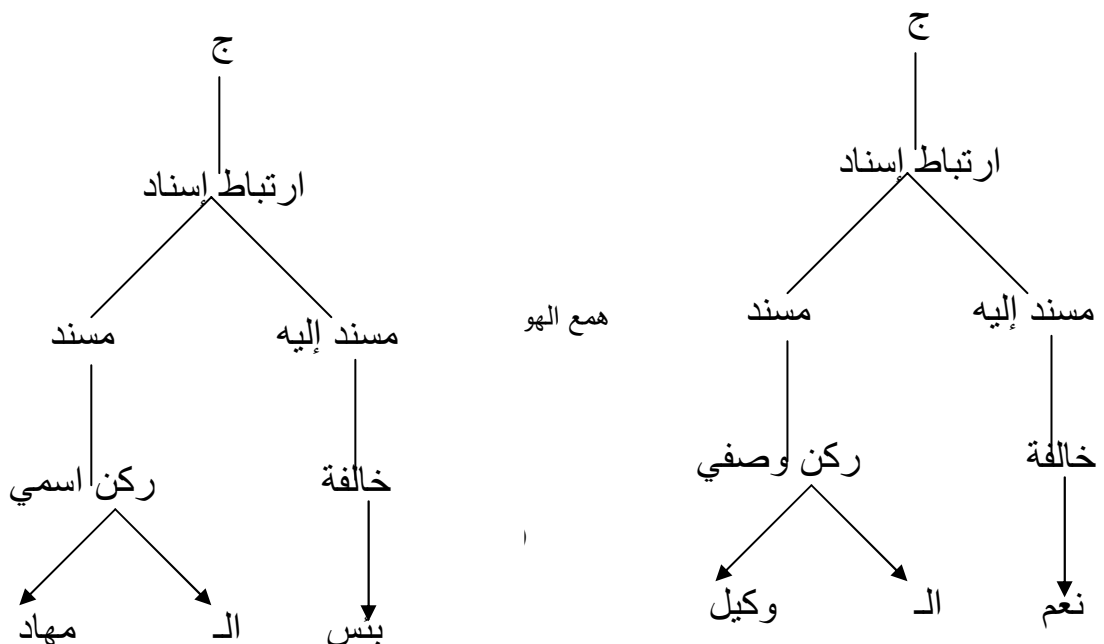 ج
ارتباط إسناد
مسند إليه مسند
خالفة ركن وصفي
نعم الـ وكيل
همع الهو
ج
ارتباط إسناد
مسند إليه مسند
خالفة ركن اسمي
بئس الـ مهاد